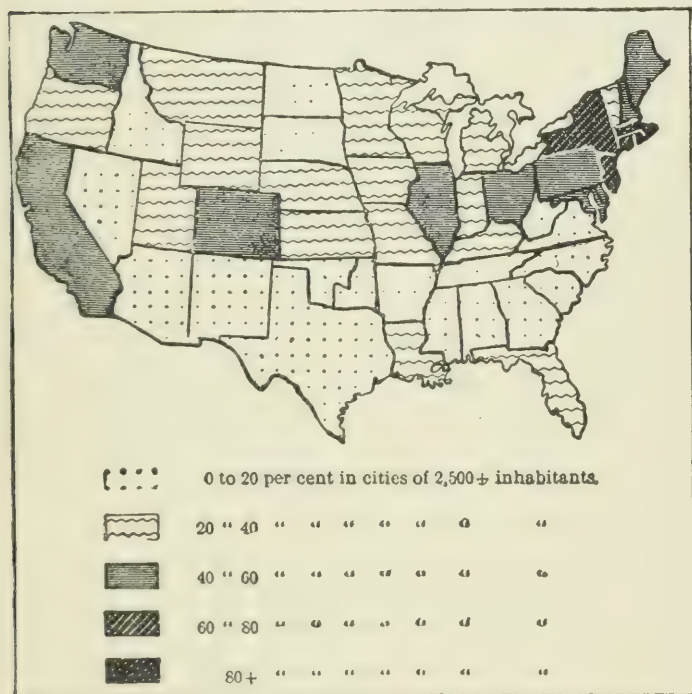 0 to 20 per cent in cities of 2,500+ inhabitants.
20 “ 40 “ “ “ “ “ “ “
40 “ 60 “ “ “ “ “ “ “
60 “ 80 “ “ “ “ “ “ “
80+ “ “ “ “ “ “ “